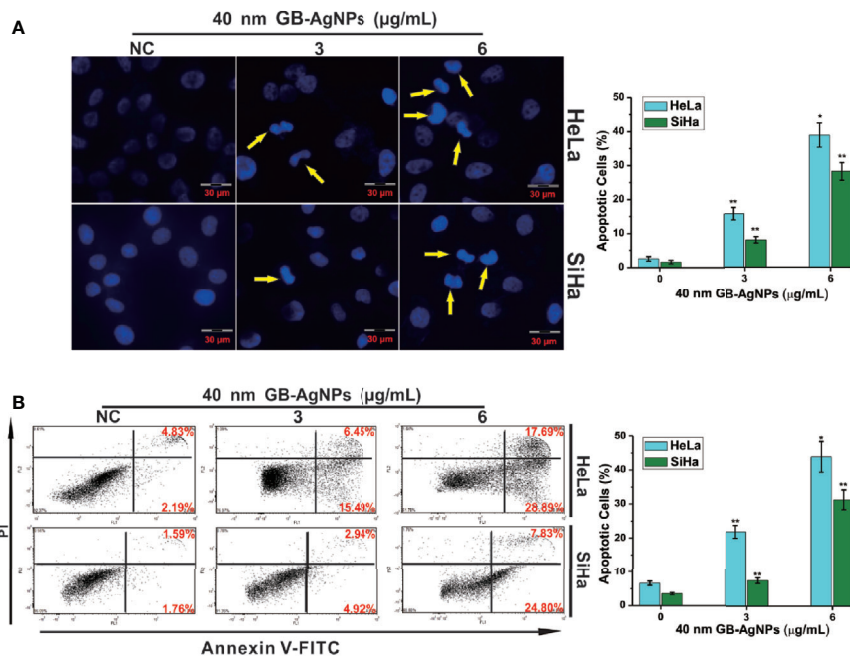 A
40 nm GB-AgNPs (µg/mL)
NC 3 6
HeLa
SiHa
30 µm
30 µm
30 µm
30 µm
30 µm
30 µm
Apoptotic Cells (%)
50
40
30
20
10
0
HeLa
SiHa
** ** * **
0 3 6
40 nm GB-AgNPs (µg/mL)
B
40 nm GB-AgNPs (µg/mL)
NC 3 6
4.83% 17.69%
2.19% 28.89%
HeLa
1.59% 2.94% 7.83%
1.76% 4.92% 24.80%
SiHa
PI
Annexin V-FITC
Apoptotic Cells (%)
50
40
30
20
10
0
HeLa
SiHa
** ** * **
0 3 6
40 nm GB-AgNPs (µg/mL)